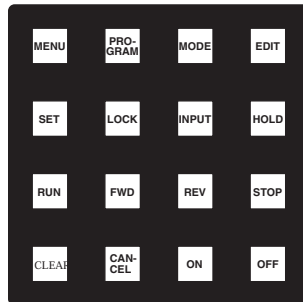 MENU PRO-GRAM MODE EDIT
SET LOCK INPUT HOLD
RUN FWD REV STOP
CLEAR CAN-CEL ON OFF